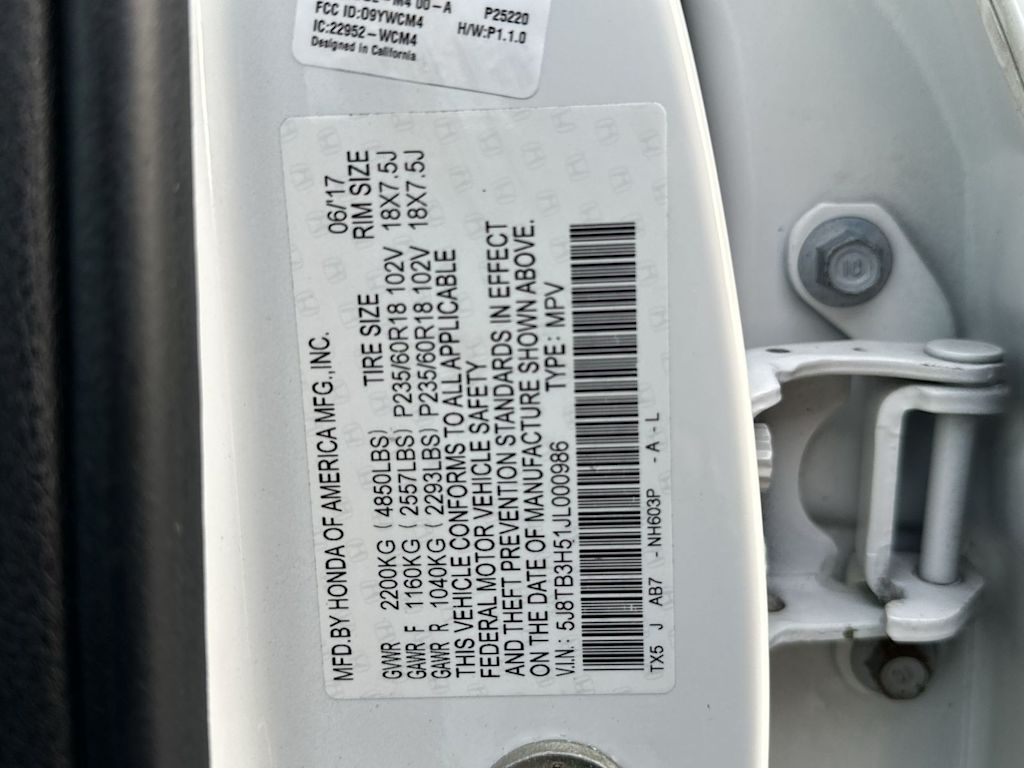 M4 00-A P25220
FCC ID:O9YWCM4 H/W:P1.1.0
IC:22952-WCM4
Designed in California
MFD.BY HONDA OF AMERICA MFG.,INC. 06/'17
TIRE SIZE RIM SIZE
GVWR 2200KG ( 4850LBS)
GAWR F 1160KG ( 2557LBS) P235/60R18 102V 18X7.5J
GAWR R 1040KG ( 2293LBS) P235/60R18 102V 18X7.5J
THIS VEHICLE CONFORMS TO ALL APPLICABLE
FEDERAL MOTOR VEHICLE SAFETY
AND THEFT PREVENTION STANDARDS IN EFFECT
ON THE DATE OF MANUFACTURE SHOWN ABOVE.
V.I.N.: 5J8TB3H51JL000986 TYPE: MPV
TX5 J AB7 -NH603P -A-L